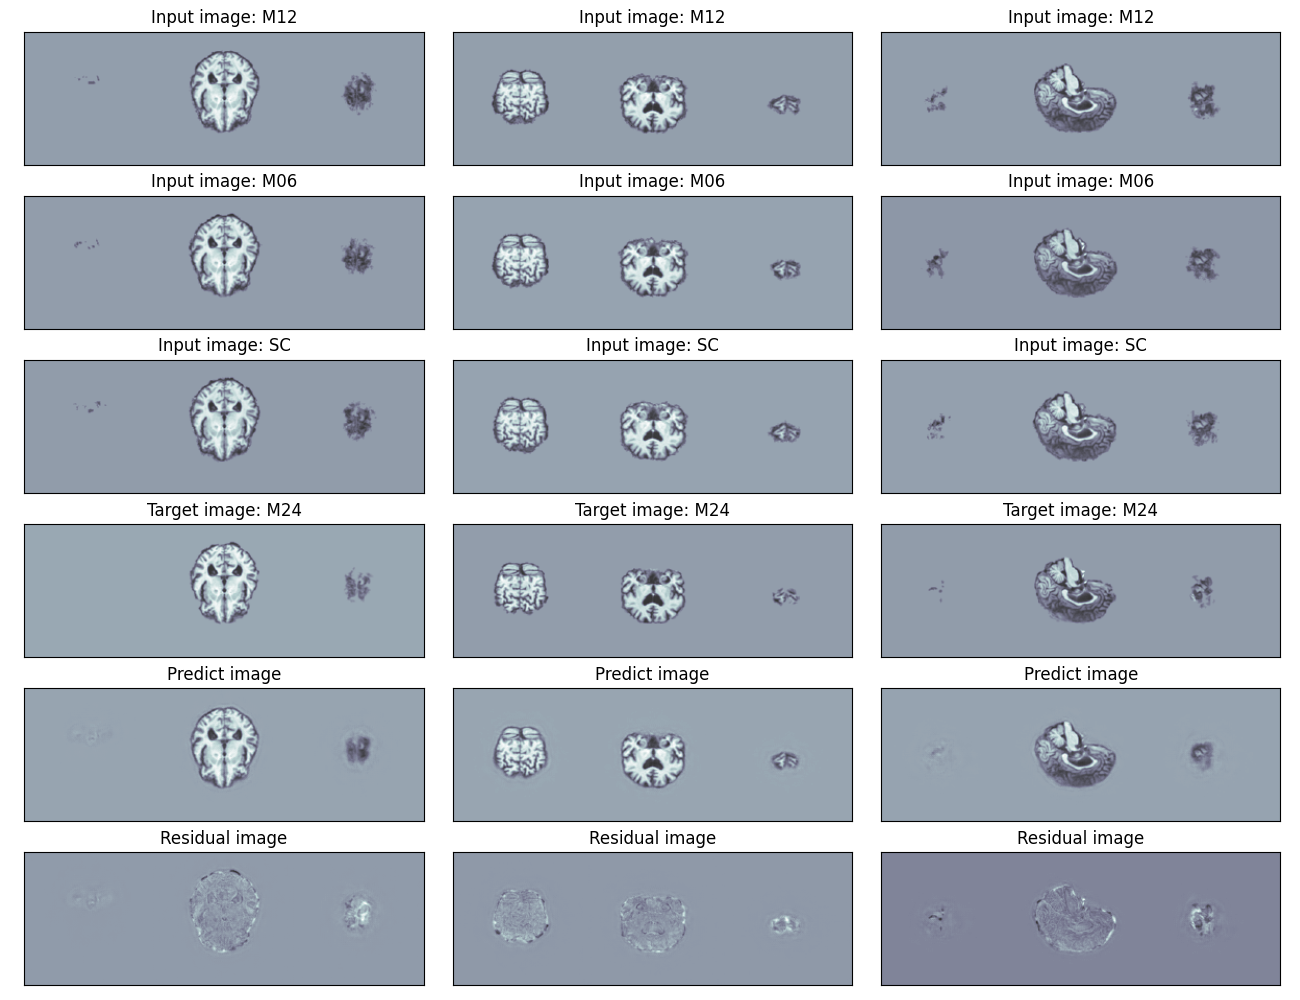 Input image: M12 Input image: M12 Input image: M12
Input image: M06 Input image: M06 Input image: M06
Input image: SC Input image: SC Input image: SC
Target image: M24 Target image: M24 Target image: M24
Predict image Predict image Predict image
Residual image Residual image Residual image